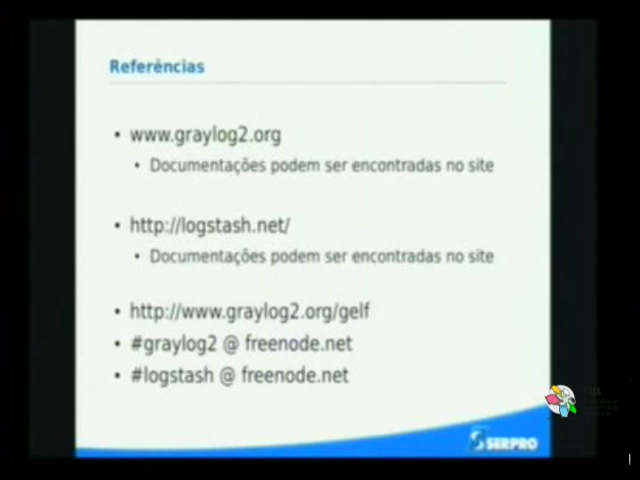 Referências
• www.graylog2.org
• Documentações podem ser encontradas no site
• http://logstash.net/
• Documentações podem ser encontradas no site
• http://www.graylog2.org/gelf
• #graylog2 @ freenode.net
• #logstash @ freenode.net
SERPRO